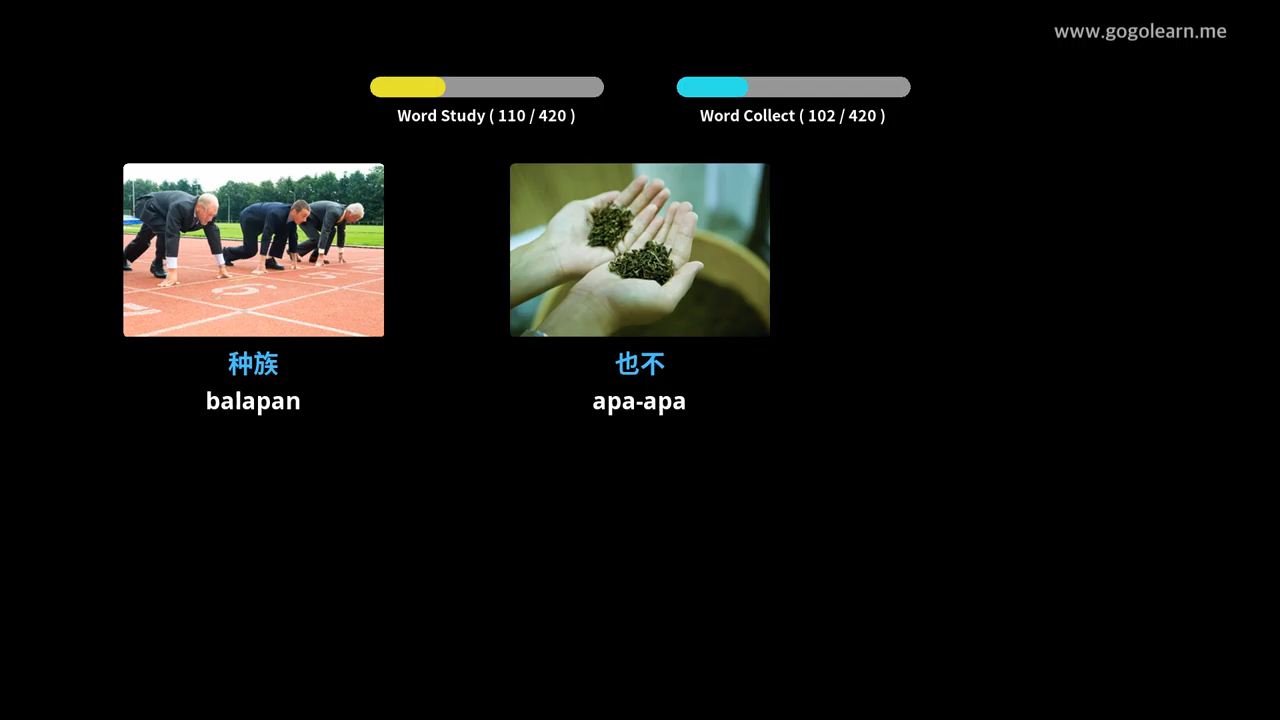 www.gogolearn.me
Word Study ( 110 / 420 )
Word Collect ( 102 / 420 )
种族
balapan
也不
apa-apa